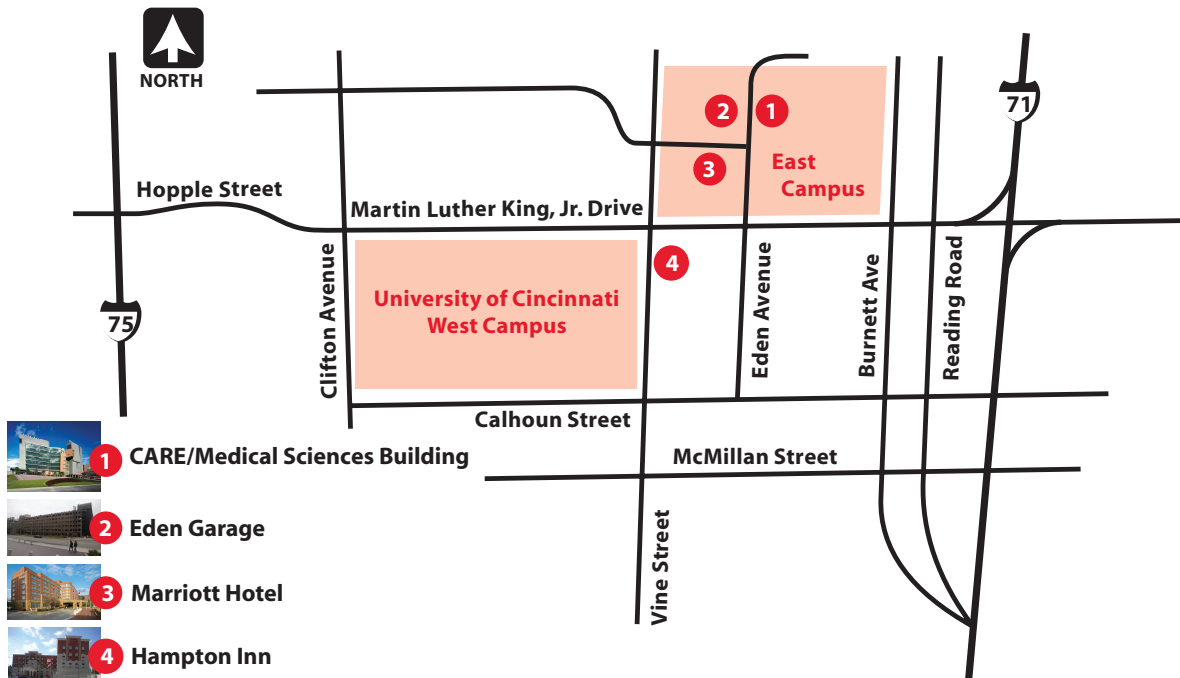 NORTH
71
2
1
3
East
Campus
Hopple Street
Martin Luther King, Jr. Drive
4
University of Cincinnati
West Campus
75
Clifton Avenue
Eden Avenue
Burnett Ave
Reading Road
Calhoun Street
McMillan Street
Vine Street
1 CARE/Medical Sciences Building
2 Eden Garage
3 Marriott Hotel
4 Hampton Inn